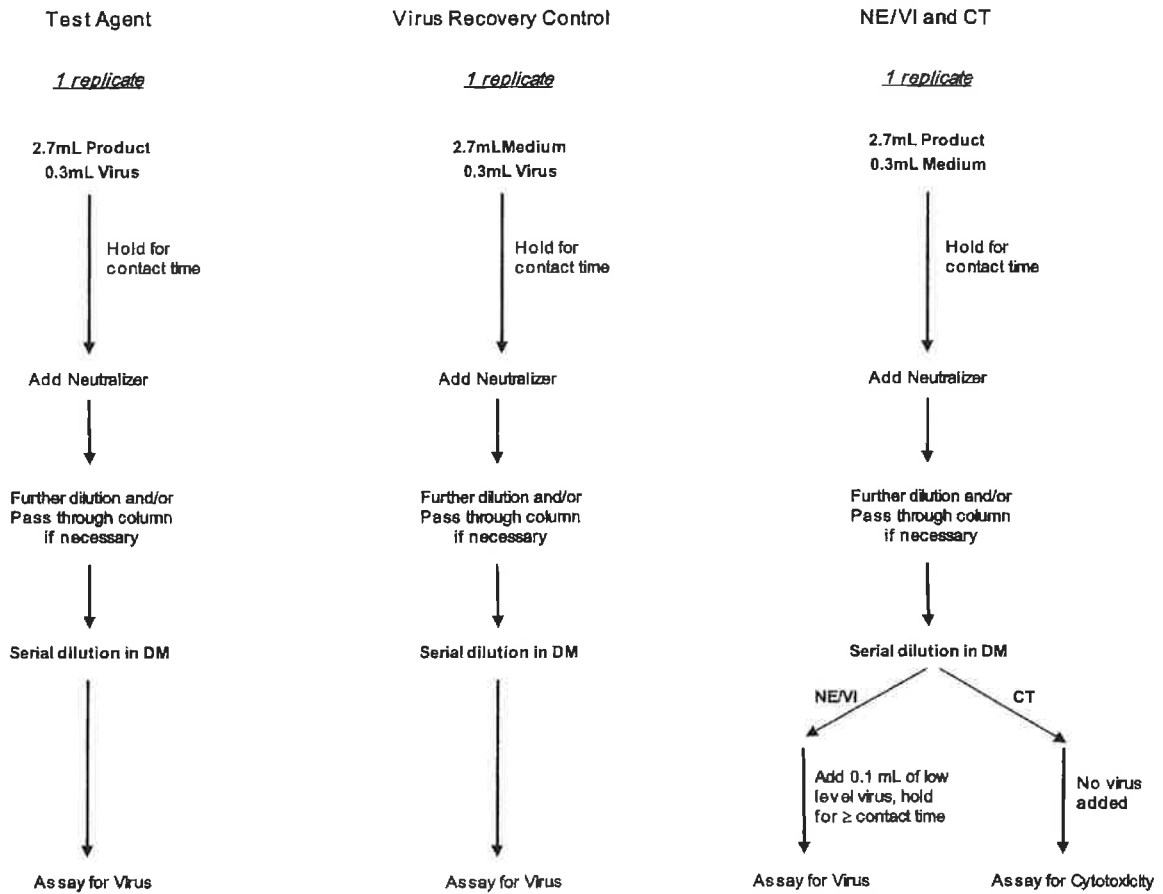 Test Agent
1 replicate
2.7mL Product
0.3mL Virus
Hold for
contact time
Add Neutralizer
Further dilution and/or
Pass through column
if necessary
Serial dilution in DM
Assay for Virus
Virus Recovery Control
1 replicate
2.7mLMedium
0.3mL Virus
Hold for
contact time
Add Neutralizer
Further dilution and/or
Pass through column
if necessary
Serial dilution in DM
Assay for Virus
NE/VI and CT
1 replicate
2.7mL Product
0.3mL Medium
Hold for
contact time
Add Neutralizer
Further dilution and/or
Pass through column
if necessary
Serial dilution in DM
NE/VI
CT
Add 0.1 mL of low
level virus, hold
for ≥ contact time
No virus
added
Assay for Virus
Assay for Cytotoxicity